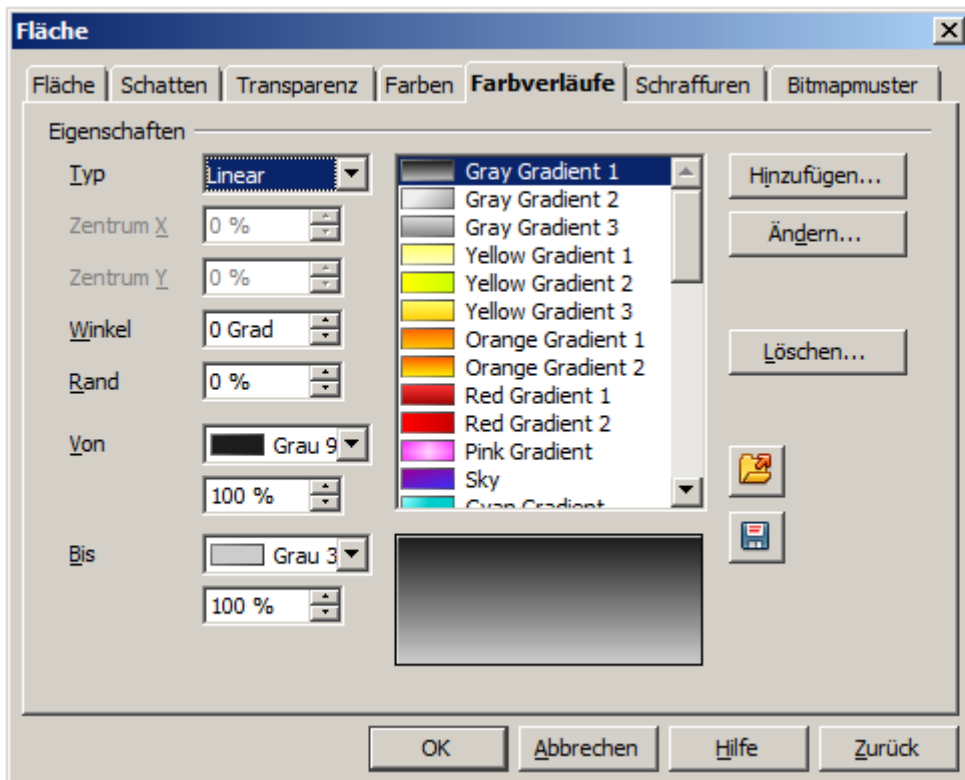 Fläche
Fläche Schatten Transparenz Farben Farbverläufe Schraffuren Bitmapmuster
Eigenschaften
Typ Linear
Zentrum X 0 %
Zentrum Y 0 %
Winkel 0 Grad
Rand 0 %
Von Grau 9
100 %
Bis Grau 3
100 %
Gray Gradient 1
Gray Gradient 2
Gray Gradient 3
Yellow Gradient 1
Yellow Gradient 2
Yellow Gradient 3
Orange Gradient 1
Orange Gradient 2
Red Gradient 1
Red Gradient 2
Pink Gradient
Sky
Cyan Gradient
Hinzufügen...
Ändern...
Löschen...
OK Abbrechen Hilfe Zurück